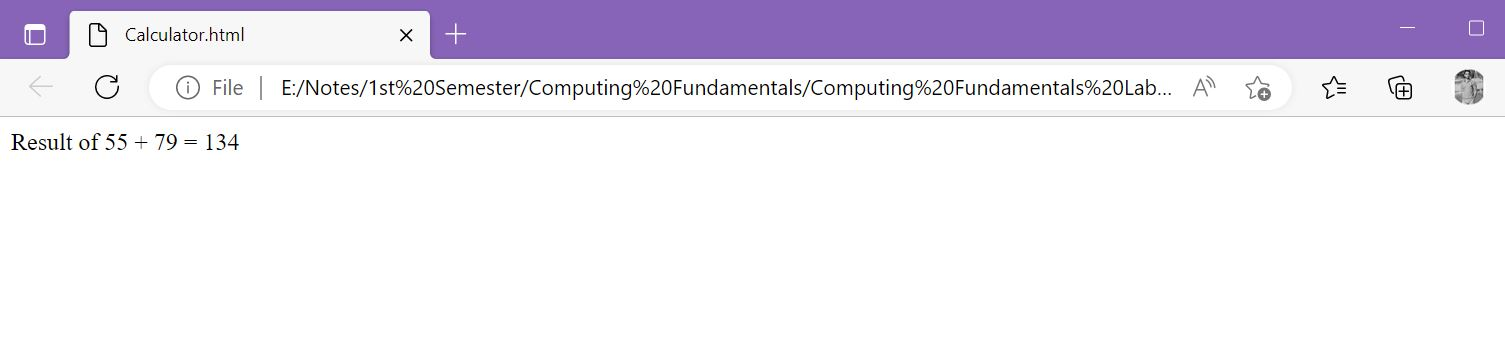 Calculator.html
File
E:/Notes/1st%20Semester/Computing%20Fundamentals/Computing%20Fundamentals%20Lab...
Result of 55 + 79 = 134